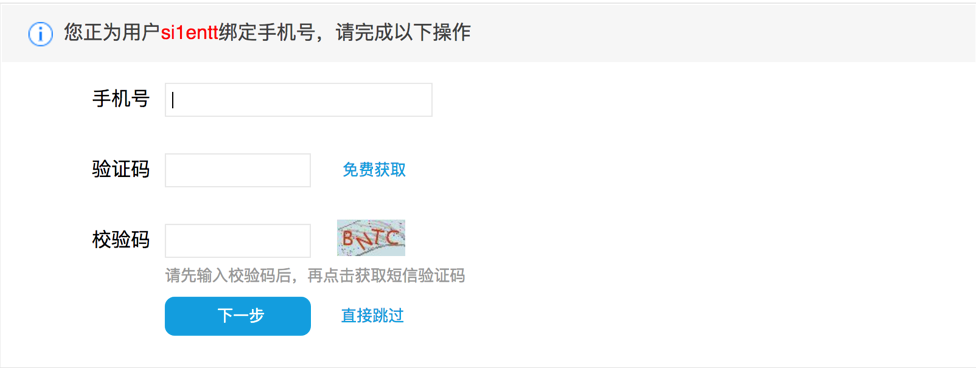 您正为用户si1entt绑定手机号，请完成以下操作
手机号
验证码 免费获取
校验码 BNTC
请先输入校验码后，再点击获取短信验证码
下一步 直接跳过